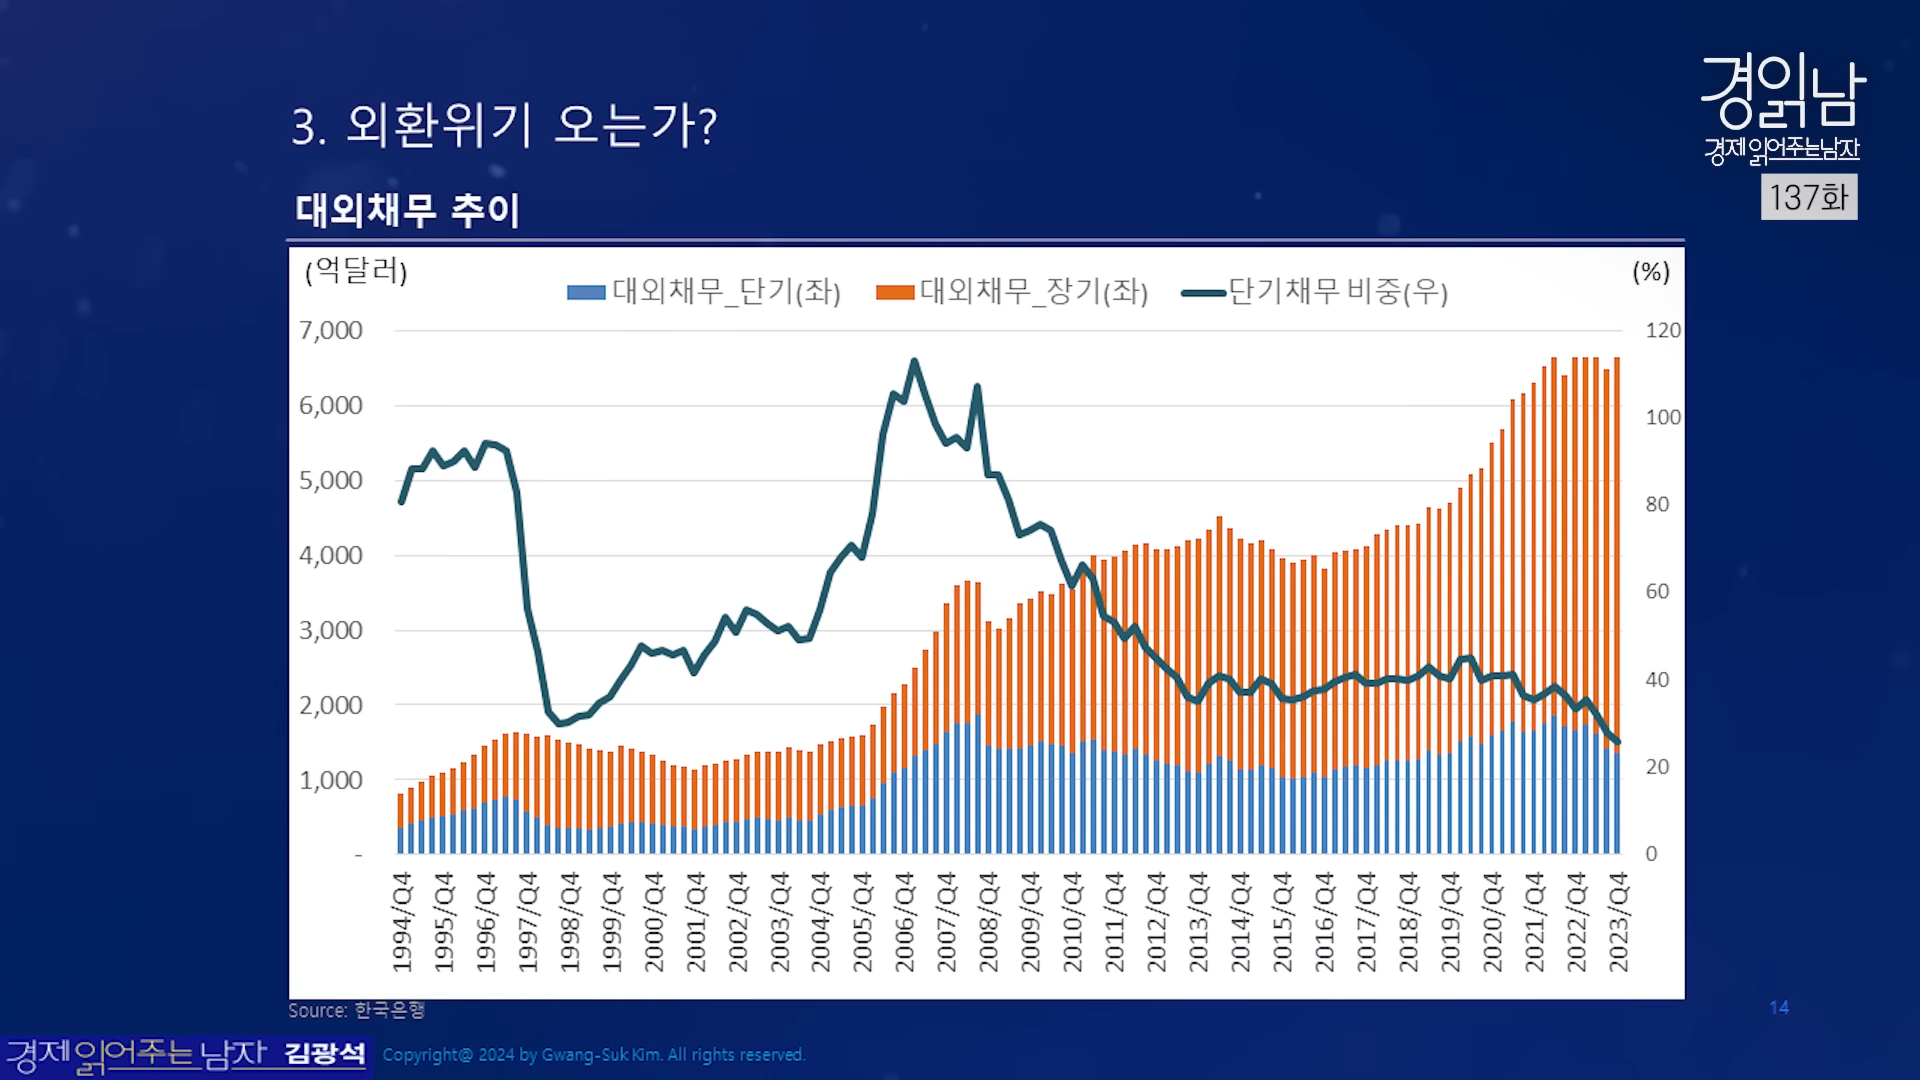 경읽남
경제 읽어주는남자
137화
3. 외환위기 오는가?
대외채무 추이
(억달러)
(%)
대외채무_단기(좌) 대외채무_장기(좌) 단기채무 비중(우)
7,000
6,000
5,000
4,000
3,000
2,000
1,000
-
120
100
80
60
40
20
0
1994/Q4
1995/Q4
1996/Q4
1997/Q4
1998/Q4
1999/Q4
2000/Q4
2001/Q4
2002/Q4
2003/Q4
2004/Q4
2005/Q4
2006/Q4
2007/Q4
2008/Q4
2009/Q4
2010/Q4
2011/Q4
2012/Q4
2013/Q4
2014/Q4
2015/Q4
2016/Q4
2017/Q4
2018/Q4
2019/Q4
2020/Q4
2021/Q4
2022/Q4
2023/Q4
Source: 한국은행
14
경제 읽어주는 남자 김광석
Copyright@ 2024 by Gwang-Suk Kim. All rights reserved.